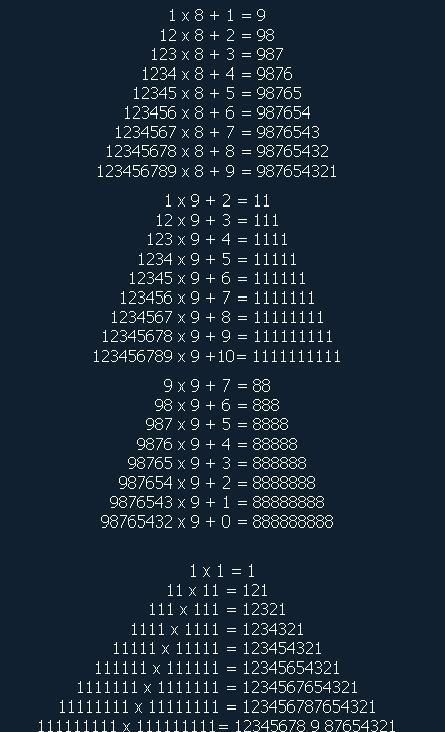 1 x 8 + 1 = 9
12 x 8 + 2 = 98
123 x 8 + 3 = 987
1234 x 8 + 4 = 9876
12345 x 8 + 5 = 98765
123456 x 8 + 6 = 987654
1234567 x 8 + 7 = 9876543
12345678 x 8 + 8 = 98765432
123456789 x 8 + 9 = 987654321
1 x 9 + 2 = 11
12 x 9 + 3 = 111
123 x 9 + 4 = 1111
1234 x 9 + 5 = 11111
12345 x 9 + 6 = 111111
123456 x 9 + 7 = 1111111
1234567 x 9 + 8 = 11111111
12345678 x 9 + 9 = 111111111
123456789 x 9 +10= 1111111111
9 x 9 + 7 = 88
98 x 9 + 6 = 888
987 x 9 + 5 = 8888
9876 x 9 + 4 = 88888
98765 x 9 + 3 = 888888
987654 x 9 + 2 = 8888888
9876543 x 9 + 1 = 88888888
98765432 x 9 + 0 = 888888888
1 x 1 = 1
11 x 11 = 121
111 x 111 = 12321
1111 x 1111 = 1234321
11111 x 11111 = 123454321
111111 x 111111 = 12345654321
1111111 x 1111111 = 1234567654321
11111111 x 11111111 = 123456787654321
111111111 x 111111111= 12345678 9 87654321